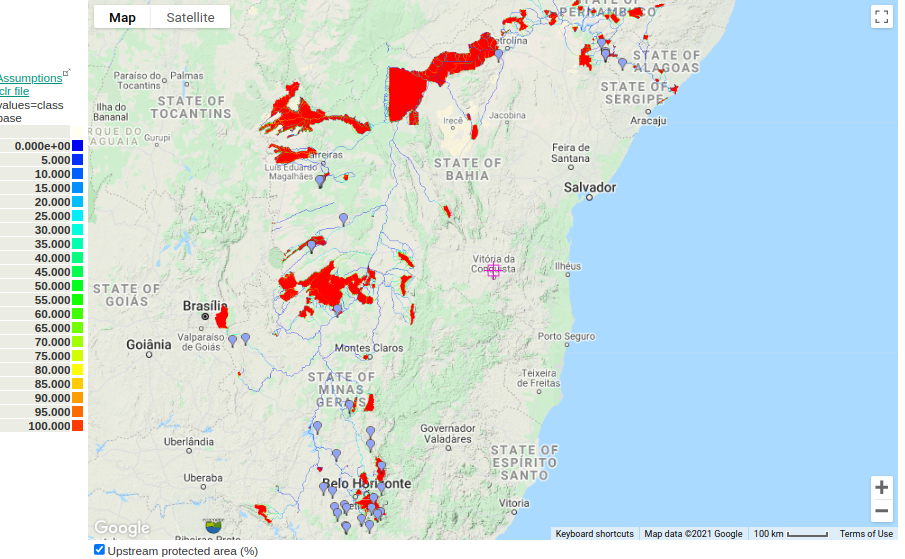 Map
Satellite
Assumptions
clr file
values=class
base
0.000e+00
5.000
10.000
15.000
20.000
25.000
30.000
35.000
40.000
45.000
50.000
55.000
60.000
65.000
70.000
75.000
80.000
85.000
90.000
95.000
100.000
STATE OF
PERNAMBUCO
STATE OF
ALAGOAS
STATE OF
SERGIPE
Aracaju
Paraíso do
Tocantins
Palmas
STATE OF
TOCANTINS
Ilha do
Bananal
Gurupi
Irecê
Jacobina
Luís Eduardo
Magalhães
STATE OF
BAHIA
Feira de
Santana
Salvador
Vitória da
Conquista
Ilhéus
STATE OF
GOIÁS
Brasília
Valparaiso
de Goiás
Goiânia
Montes Claros
Porto Seguro
STATE OF
MINAS
GERAIS
Teixeira
de Freitas
Governador
Valadares
Uberlândia
STATE OF
ESPÍRITO
SANTO
Uberaba
Belo Horizonte
Vitoria
Google
Keyboard shortcuts
Map data ©2021 Google
100 km
Terms of Use
Upstream protected area (%)